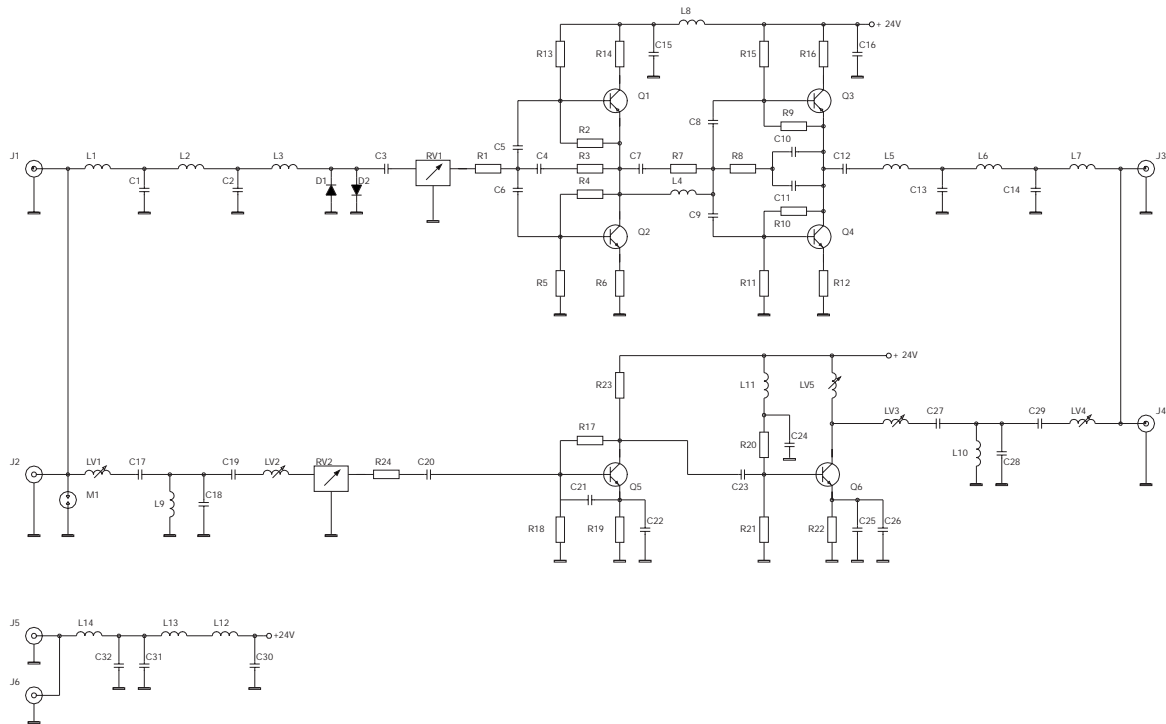 L8
+ 24V
R13
R14
C15
R15
R16
C16
Q1
Q3
C5
R2
C8
R9
C10
J1
L1
L2
L3
C3
RV1
R1
C4
R3
C7
R7
R8
C12
L5
L6
L7
J3
C1
C2
D1
D2
C6
R4
L4
C11
C13
C14
C9
R10
Q2
Q4
R5
R6
R11
R12
+ 24V
R23
L11
LV5
LV3
C27
C29
LV4
J4
R17
R20
C24
L10
C28
J2
LV1
C17
C19
LV2
RV2
R24
C20
M1
L9
C18
C21
Q5
C23
Q6
R18
R19
C22
R21
R22
C25
C26
J5
L14
L13
L12
+24V
C32
C31
C30
J6